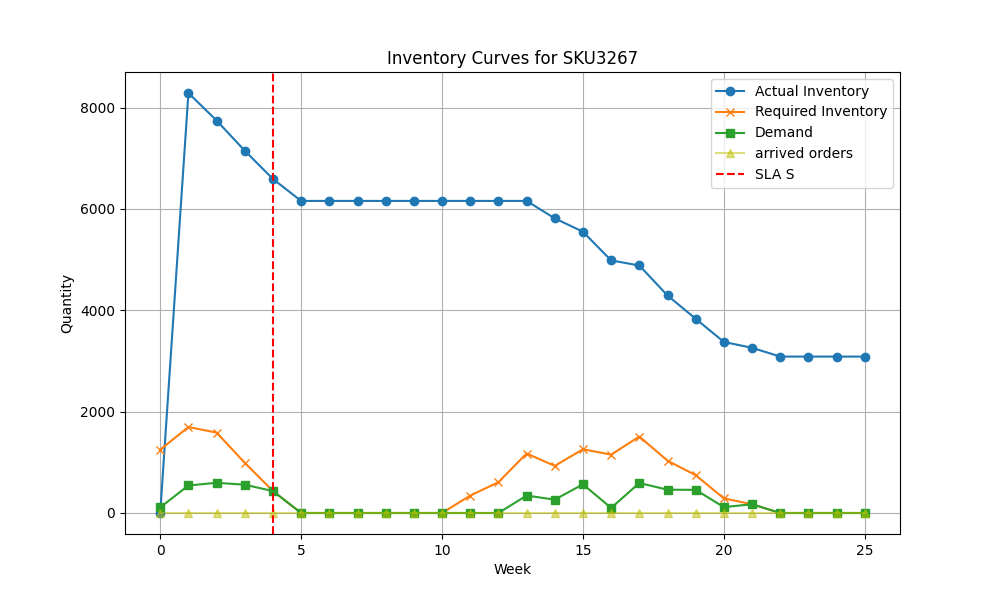 Inventory Curves for SKU3267
Actual Inventory
Required Inventory
Demand
arrived orders
SLA S
Quantity
8000
6000
4000
2000
0
0 5 10 15 20 25
Week